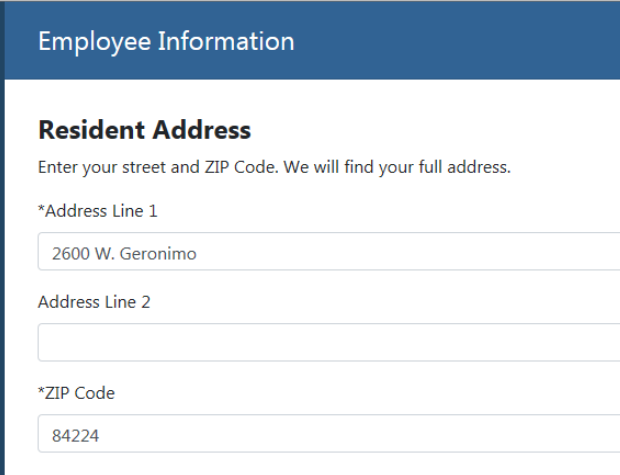 Employee Information
Resident Address
Enter your street and ZIP Code. We will find your full address.
*Address Line 1
2600 W. Geronimo
Address Line 2
*ZIP Code
84224